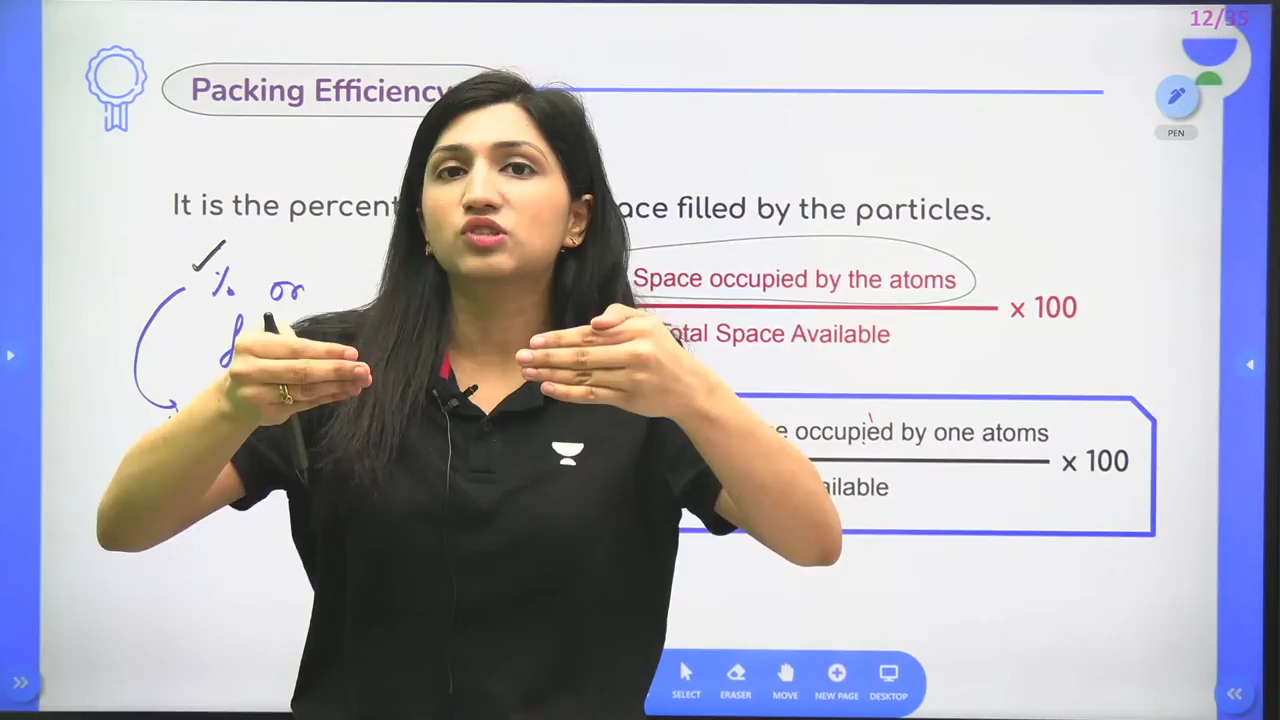 12/35
Packing Efficiency
PEN
It is the percent ace filled by the particles.
% or
Space occupied by the atoms
x 100
Total Space Available
e occupied by one atoms
x 100
ailable
SELECT ERASER MOVE NEW PAGE DESKTOP